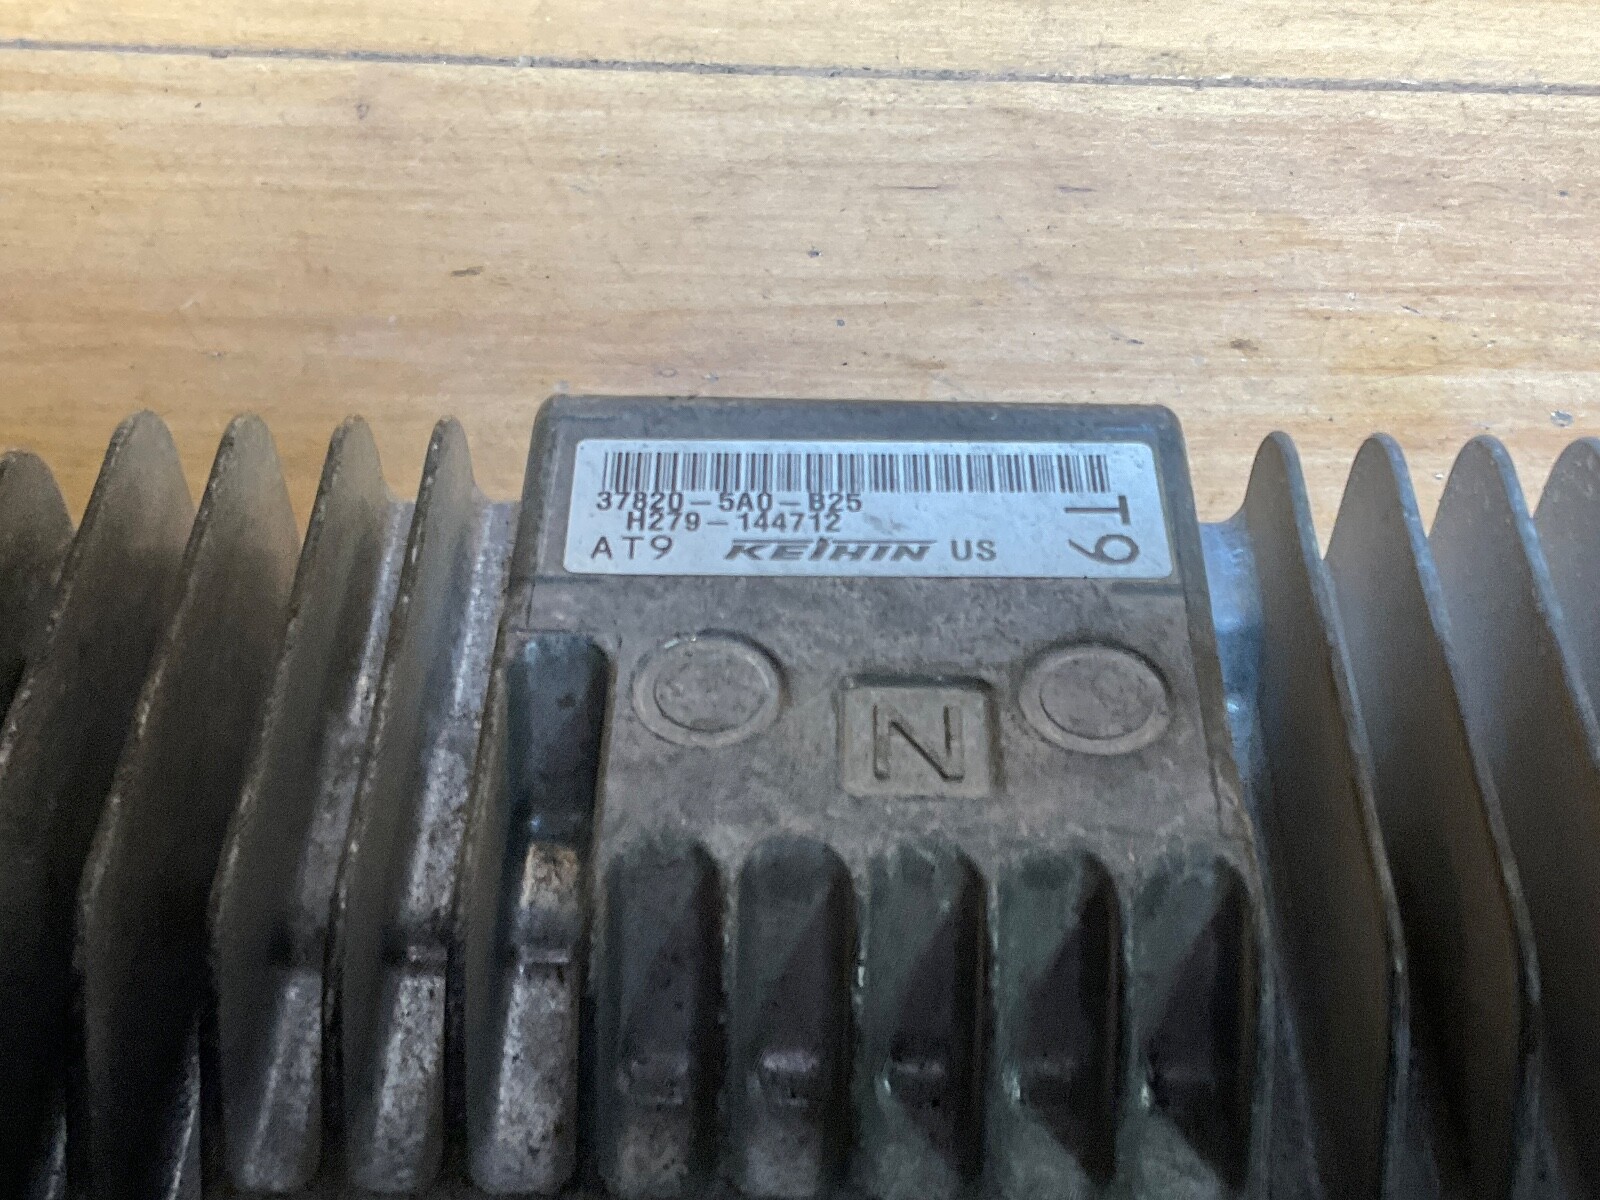 37820-5A0-B25
H279-144712
AT9 KEIHIN US
T9
N